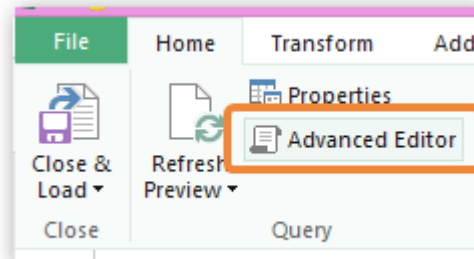 File Home Transform Add
Properties
Advanced Editor
Close & Load
Refresh Preview
Close Query